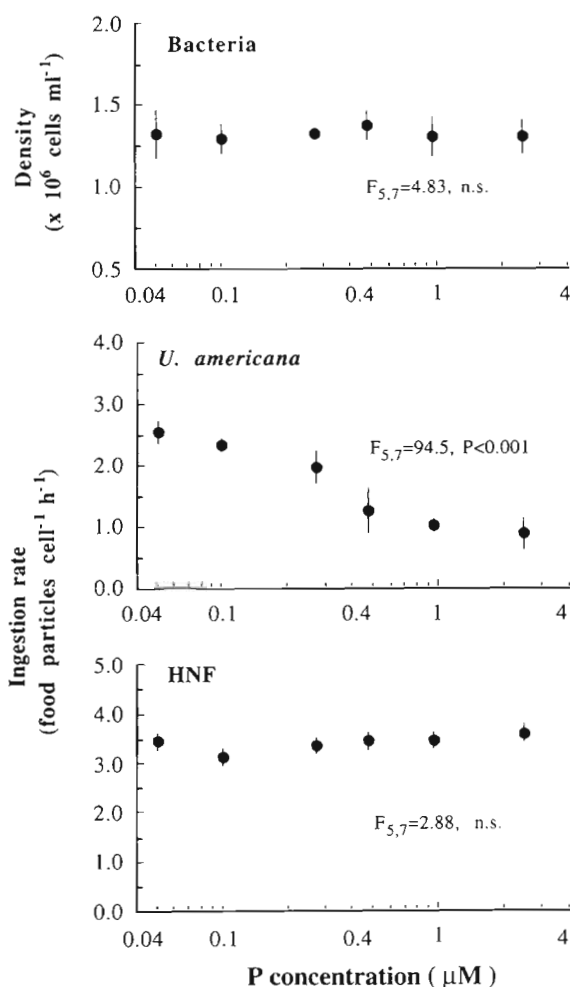 Bacteria
2.0
1.5
1.0
0.5
Density
(x 10⁶ cells ml⁻¹)
F5,7=4.83, n.s.
0.04 0.1 0.4 1 4
U. americana
4.0
3.0
2.0
1.0
0.0
F5,7=94.5, P<0.001
0.04 0.1 0.4 1 4
Ingestion rate
(food particles cell⁻¹ h⁻¹)
HNF
5.0
4.0
3.0
2.0
1.0
0.0
F5,7=2.88, n.s.
0.04 0.1 0.4 1 4
P concentration ( µM )